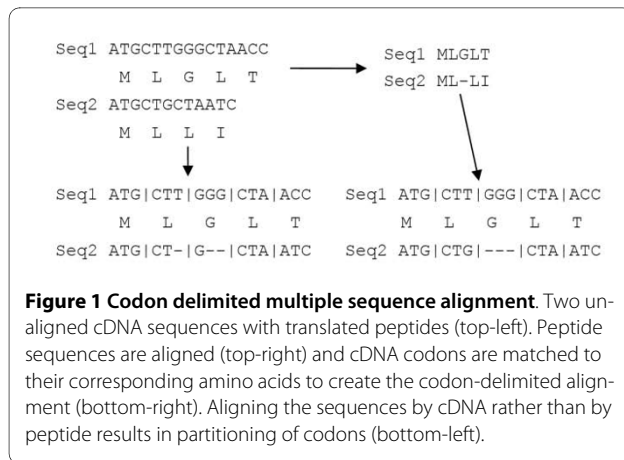 Seq1 ATGCTTGGGCTAACC
M L G L T
Seq2 ATGCTGCTAATC
M L L I
Seq1 MLGLT
Seq2 ML-LI
Seq1 ATG|CTT|GGG|CTA|ACC
M L G L T
Seq2 ATG|CT-|G--|CTA|ATC
Seq1 ATG|CTT|GGG|CTA|ACC
M L G L T
Seq2 ATG|CTG|---|CTA|ATC
Figure 1 Codon delimited multiple sequence alignment. Two un-
aligned cDNA sequences with translated peptides (top-left). Peptide
sequences are aligned (top-right) and cDNA codons are matched to
their corresponding amino acids to create the codon-delimited align-
ment (bottom-right). Aligning the sequences by cDNA rather than by
peptide results in partitioning of codons (bottom-left).